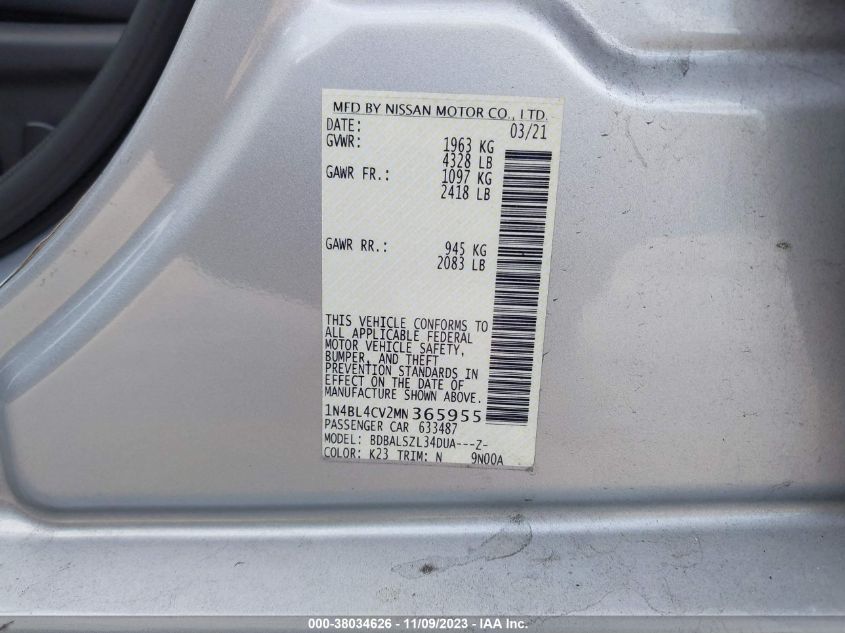 MFD BY NISSAN MOTOR CO., LTD.
DATE: 03/21
GVWR: 1963 KG
4328 LB
GAWR FR.: 1097 KG
2418 LB
GAWR RR.: 945 KG
2083 LB
THIS VEHICLE CONFORMS TO
ALL APPLICABLE FEDERAL
MOTOR VEHICLE SAFETY,
BUMPER, AND THEFT
PREVENTION STANDARDS IN
EFFECT ON THE DATE OF
MANUFACTURE SHOWN ABOVE.
1N4BL4CV2MN365955
PASSENGER CAR 633487
MODEL: BDBALSZL34DUA---Z-
COLOR: K23 TRIM: N 9N00A
000-38034626 - 11/09/2023 - IAA Inc.